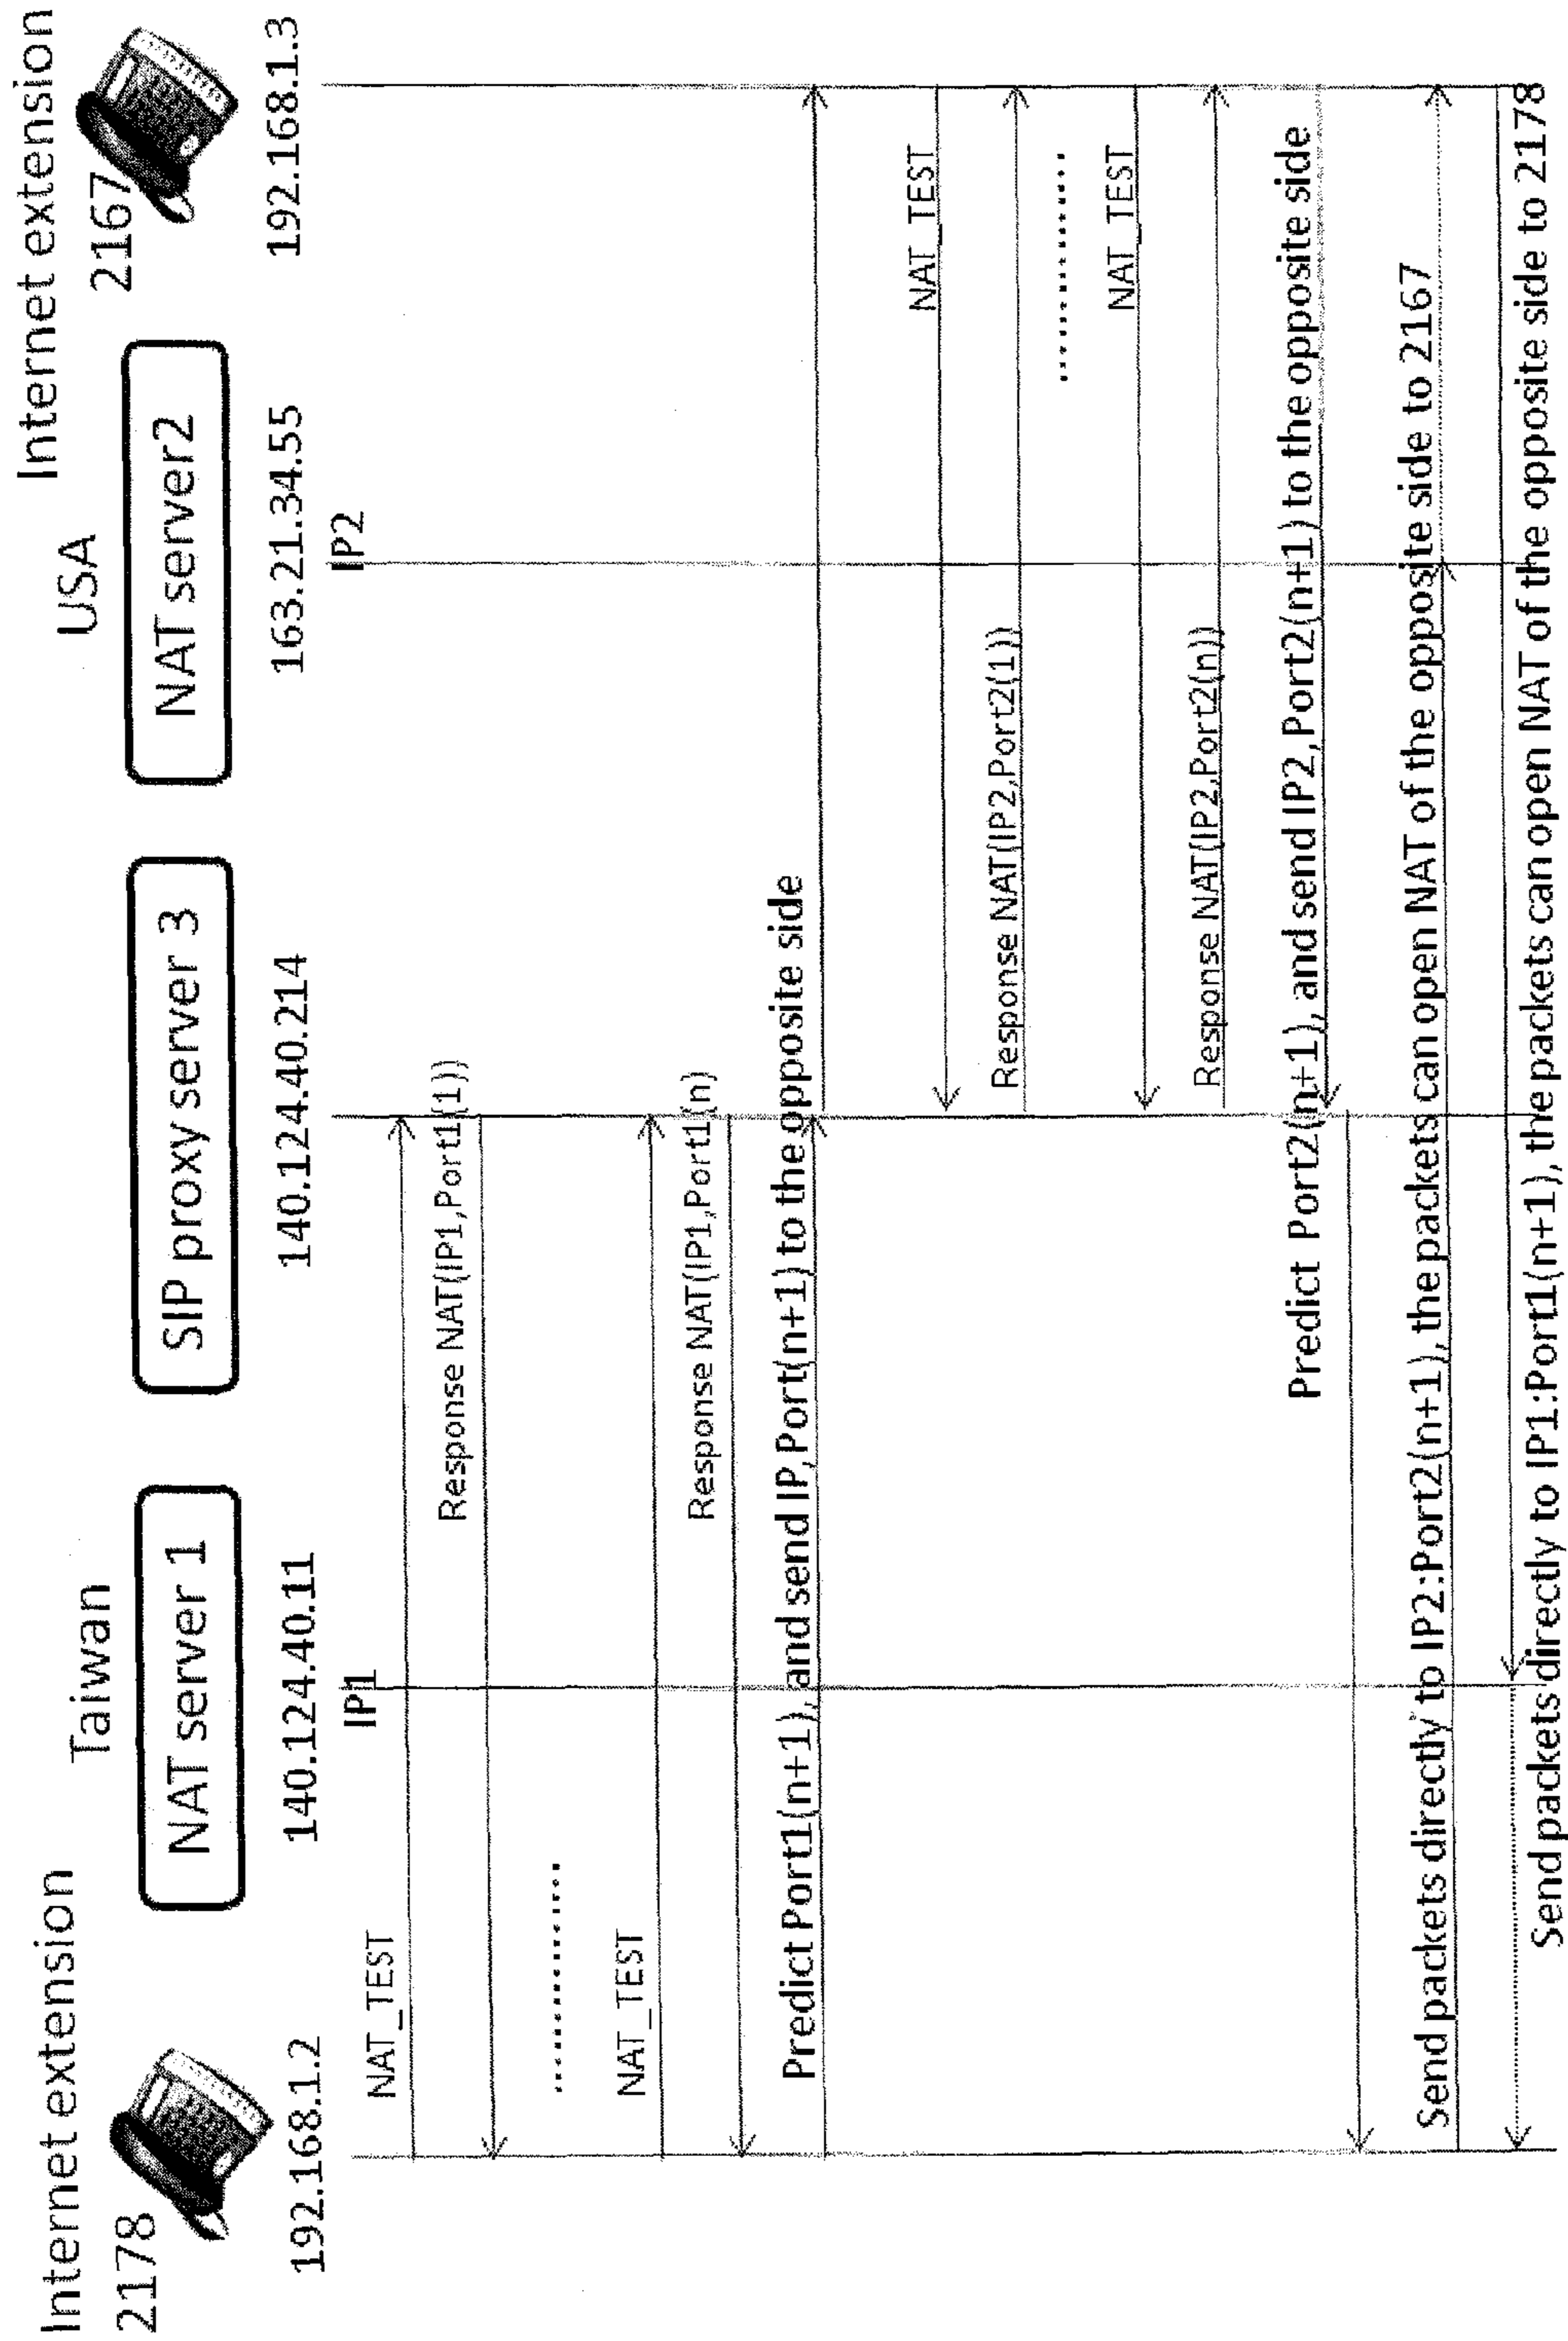 Internet extension
Taiwan
USA
Internet extension
2178
2167
NAT server 1
SIP proxy server 3
NAT server2
192.168.1.2
140.124.40.11
140.124.40.214
163.21.34.55
192.168.1.3
IP1
IP2
NAT_TEST
Response NAT(IP1,Port1(1))
............
NAT_TEST
Response NAT(IP1,Port1(n)
Predict Port1(n+1), and send IP,Port(n+1) to the opposite side
NAT_TEST
Response NAT(IP2,Port2(1))
............
NAT_TEST
Response NAT(IP2,Port2(n))
Predict Port2(n+1), and send IP2,Port2(n+1) to the opposite side
Send packets directly to IP2:Port2(n+1), the packets can open NAT of the opposite side to 2167
Send packets directly to IP1:Port1(n+1), the packets can open NAT of the opposite side to 2178